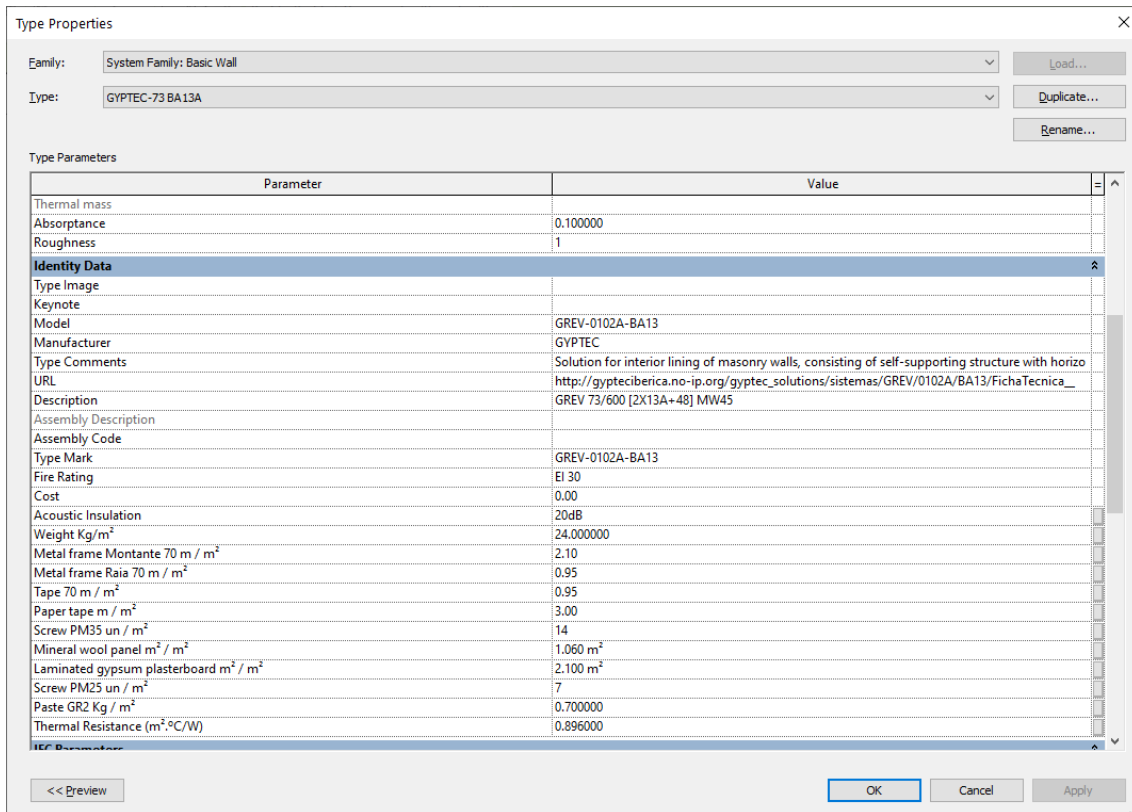 Type Properties
Family: System Family: Basic Wall Load...
Type: GYPTEC-73 BA13A Duplicate...
Rename...
Type Parameters
Parameter Value =
Thermal mass
Absorptance 0.100000
Roughness 1
Identity Data
Type Image
Keynote
Model GREV-0102A-BA13
Manufacturer GYPTEC
Type Comments Solution for interior lining of masonry walls, consisting of self-supporting structure with horizo
URL http://gypteciberica.no-ip.org/gyptec_solutions/sistemas/GREV/0102A/BA13/FichaTecnica__
Description GREV 73/600 [2X13A+48] MW45
Assembly Description
Assembly Code
Type Mark GREV-0102A-BA13
Fire Rating EI 30
Cost 0.00
Acoustic Insulation 20dB
Weight Kg/m² 24.000000
Metal frame Montante 70 m / m² 2.10
Metal frame Raia 70 m / m² 0.95
Tape 70 m / m² 0.95
Paper tape m / m² 3.00
Screw PM35 un / m² 14
Mineral wool panel m² / m² 1.060 m²
Laminated gypsum plasterboard m² / m² 2.100 m²
Screw PM25 un / m² 7
Paste GR2 Kg / m² 0.700000
Thermal Resistance (m².ºC/W) 0.896000
IFC Parameters
<< Preview OK Cancel Apply